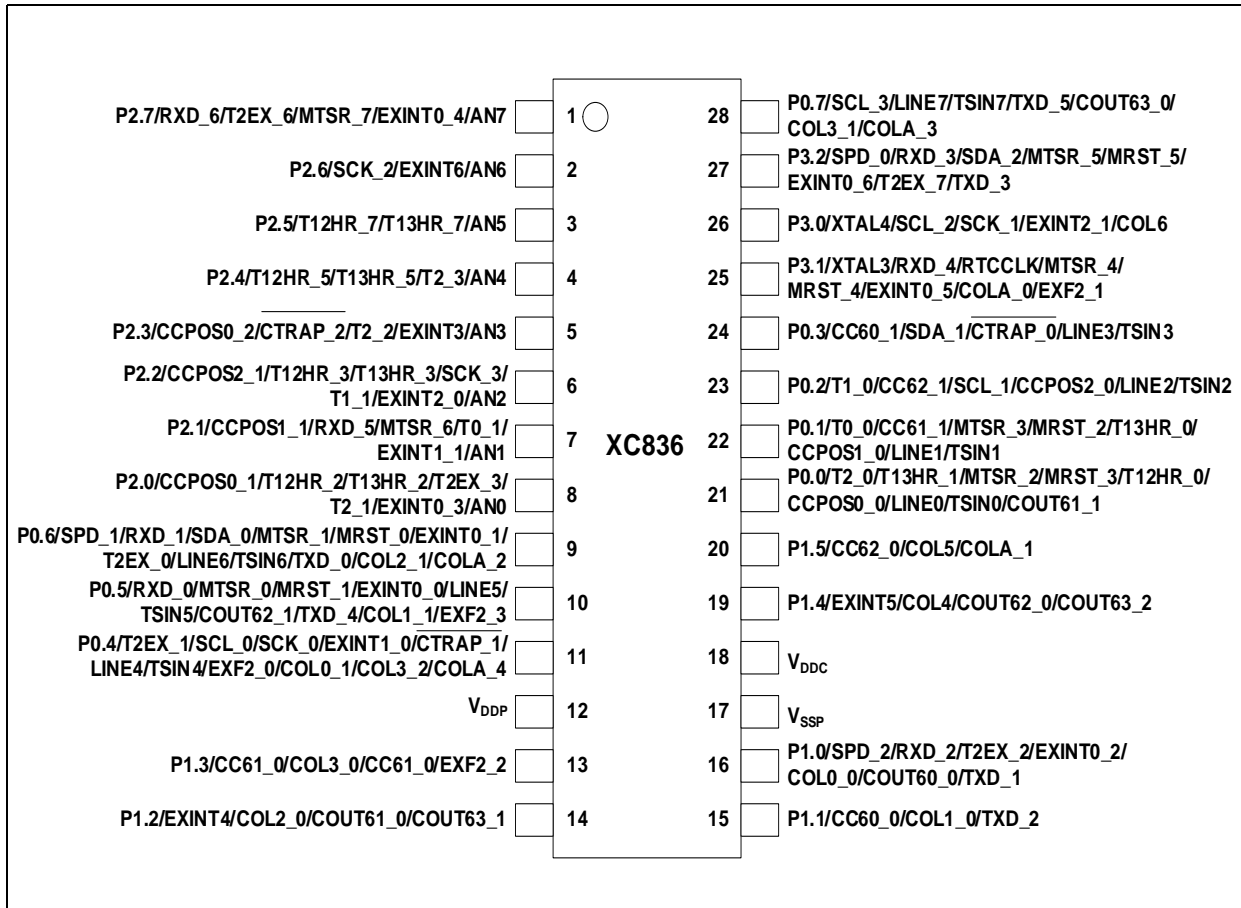 P2.7/RXD_6/T2EX_6/MTSR_7/EXINT0_4/AN7
1
P2.6/SCK_2/EXINT6/AN6
2
P2.5/T12HR_7/T13HR_7/AN5
3
P2.4/T12HR_5/T13HR_5/T2_3/AN4
4
P2.3/CCPOS0_2/CTRAP_2/T2_2/EXINT3/AN3
5
P2.2/CCPOS2_1/T12HR_3/T13HR_3/SCK_3/
T1_1/EXINT2_0/AN2
6
P2.1/CCPOS1_1/RXD_5/MTSR_6/T0_1/
EXINT1_1/AN1
7
P2.0/CCPOS0_1/T12HR_2/T13HR_2/T2EX_3/
T2_1/EXINT0_3/AN0
8
P0.6/SPD_1/RXD_1/SDA_0/MTSR_1/MRST_0/EXINT0_1/
T2EX_0/LINE6/TSIN6/TXD_0/COL2_1/COLA_2
9
P0.5/RXD_0/MTSR_0/MRST_1/EXINT0_0/LINE5/
TSIN5/COUT62_1/TXD_4/COL1_1/EXF2_3
10
P0.4/T2EX_1/SCL_0/SCK_0/EXINT1_0/CTRAP_1/
LINE4/TSIN4/EXF2_0/COL0_1/COL3_2/COLA_4
11
VDDP
12
P1.3/CC61_0/COL3_0/CC61_0/EXF2_2
13
P1.2/EXINT4/COL2_0/COUT61_0/COUT63_1
14
XC836
28
P0.7/SCL_3/LINE7/TSIN7/TXD_5/COUT63_0/
COL3_1/COLA_3
27
P3.2/SPD_0/RXD_3/SDA_2/MTSR_5/MRST_5/
EXINT0_6/T2EX_7/TXD_3
26
P3.0/XTAL4/SCL_2/SCK_1/EXINT2_1/COL6
25
P3.1/XTAL3/RXD_4/RTCCLK/MTSR_4/
MRST_4/EXINT0_5/COLA_0/EXF2_1
24
P0.3/CC60_1/SDA_1/CTRAP_0/LINE3/TSIN3
23
P0.2/T1_0/CC62_1/SCL_1/CCPOS2_0/LINE2/TSIN2
22
P0.1/T0_0/CC61_1/MTSR_3/MRST_2/T13HR_0/
CCPOS1_0/LINE1/TSIN1
21
P0.0/T2_0/T13HR_1/MTSR_2/MRST_3/T12HR_0/
CCPOS0_0/LINE0/TSIN0/COUT61_1
20
P1.5/CC62_0/COL5/COLA_1
19
P1.4/EXINT5/COL4/COUT62_0/COUT63_2
18
VDDC
17
VSSP
16
P1.0/SPD_2/RXD_2/T2EX_2/EXINT0_2/
COL0_0/COUT60_0/TXD_1
15
P1.1/CC60_0/COL1_0/TXD_2